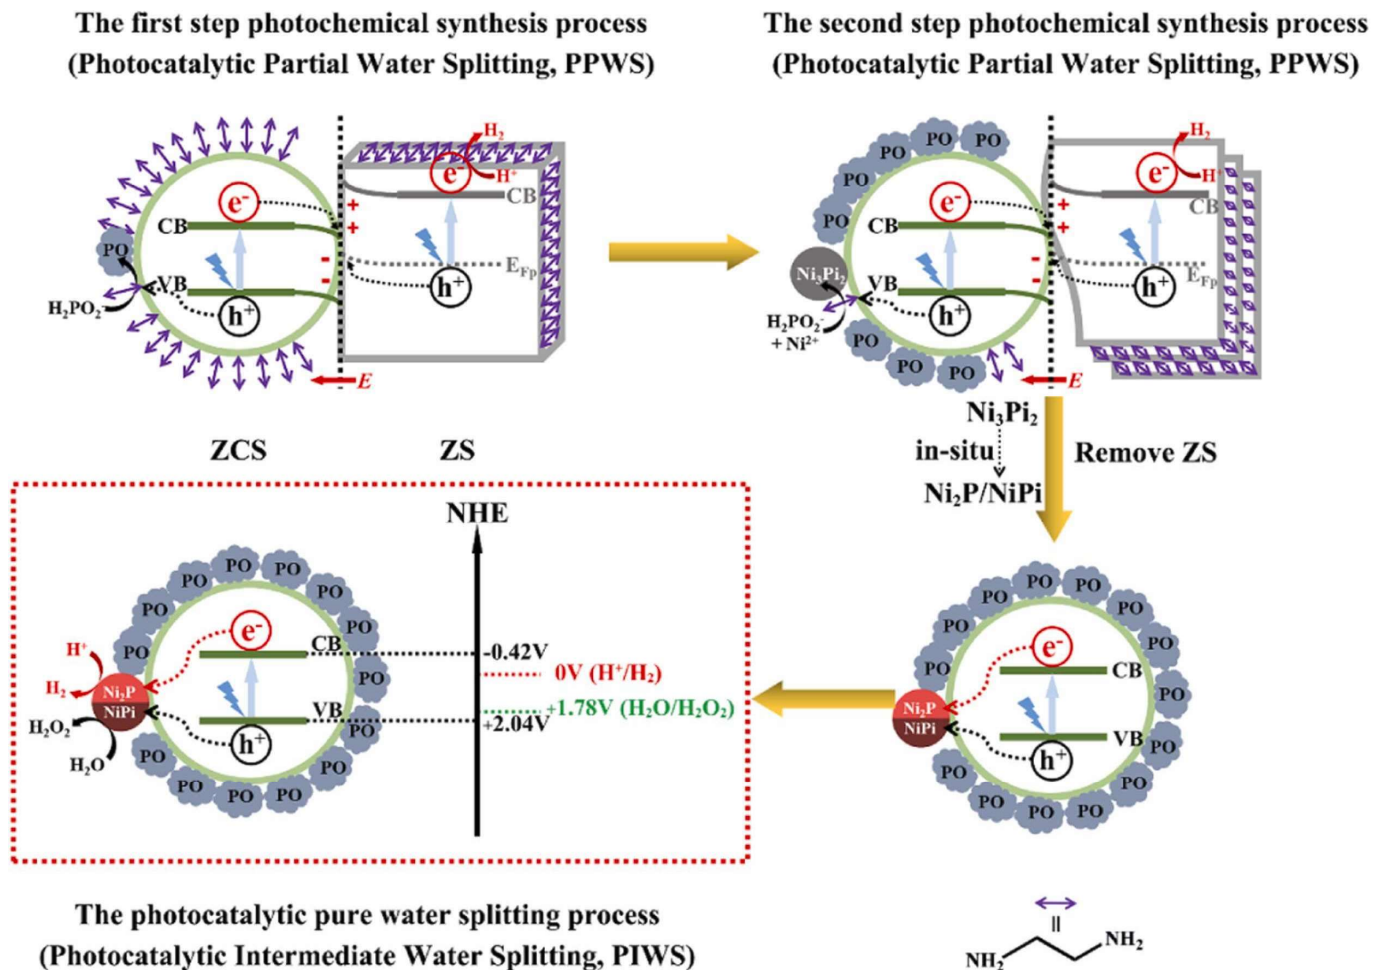 The first step photochemical synthesis process
(Photocatalytic Partial Water Splitting, PPWS)
The second step photochemical synthesis process
(Photocatalytic Partial Water Splitting, PPWS)
H₂
e⁻
H⁺
CB
e⁻
CB
+
+
-
-
E_Fp
PO
VB
h⁺
h⁺
H₂PO₂⁻
E
ZCS
ZS
PO
PO
PO
PO
PO
PO
H₂
e⁻
H⁺
CB
e⁻
CB
+
+
-
-
E_Fp
Ni₃Pi₂
VB
h⁺
h⁺
H₂PO₂⁻
+ Ni²⁺
PO
PO
PO
E
Ni₃Pi₂
in-situ
Remove ZS
Ni₂P/NiPi
NHE
PO
PO
PO
PO
PO
PO
PO
PO
e⁻
CB
-0.42V
H⁺
H₂
0V (H⁺/H₂)
Ni₂P
NiPi
+1.78V (H₂O/H₂O₂)
VB
+2.04V
H₂O₂
H₂O
h⁺
PO
PO
PO
PO
PO
PO
PO
PO
PO
PO
PO
PO
PO
PO
e⁻
CB
Ni₂P
NiPi
VB
h⁺
PO
PO
PO
PO
PO
PO
The photocatalytic pure water splitting process
(Photocatalytic Intermediate Water Splitting, PIWS)
NH₂
NH₂